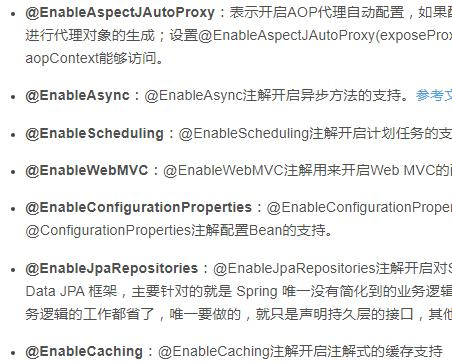 @EnableAspectJAutoProxy：表示开启AOP代理自动配置，如果
进行代理对象的生成；设置@EnableAspectJAutoProxy(exposeProx
aopContext能够访问。
@EnableAsync：@EnableAsync注解开启异步方法的支持。参考文
@EnableScheduling：@EnableScheduling注解开启计划任务的支
@EnableWebMVC：@EnableWebMVC注解用来开启Web MVC的
@EnableConfigurationProperties：@EnableConfigurationProper
@ConfigurationProperties注解配置Bean的支持。
@EnableJpaRepositories：@EnableJpaRepositories注解开启对S
Data JPA 框架，主要针对的就是 Spring 唯一没有简化到的业务逻辑
务逻辑的工作都省了，唯一要做的，就只是声明持久层的接口，其他
@EnableCaching：@EnableCaching注解开启注解式的缓存支持